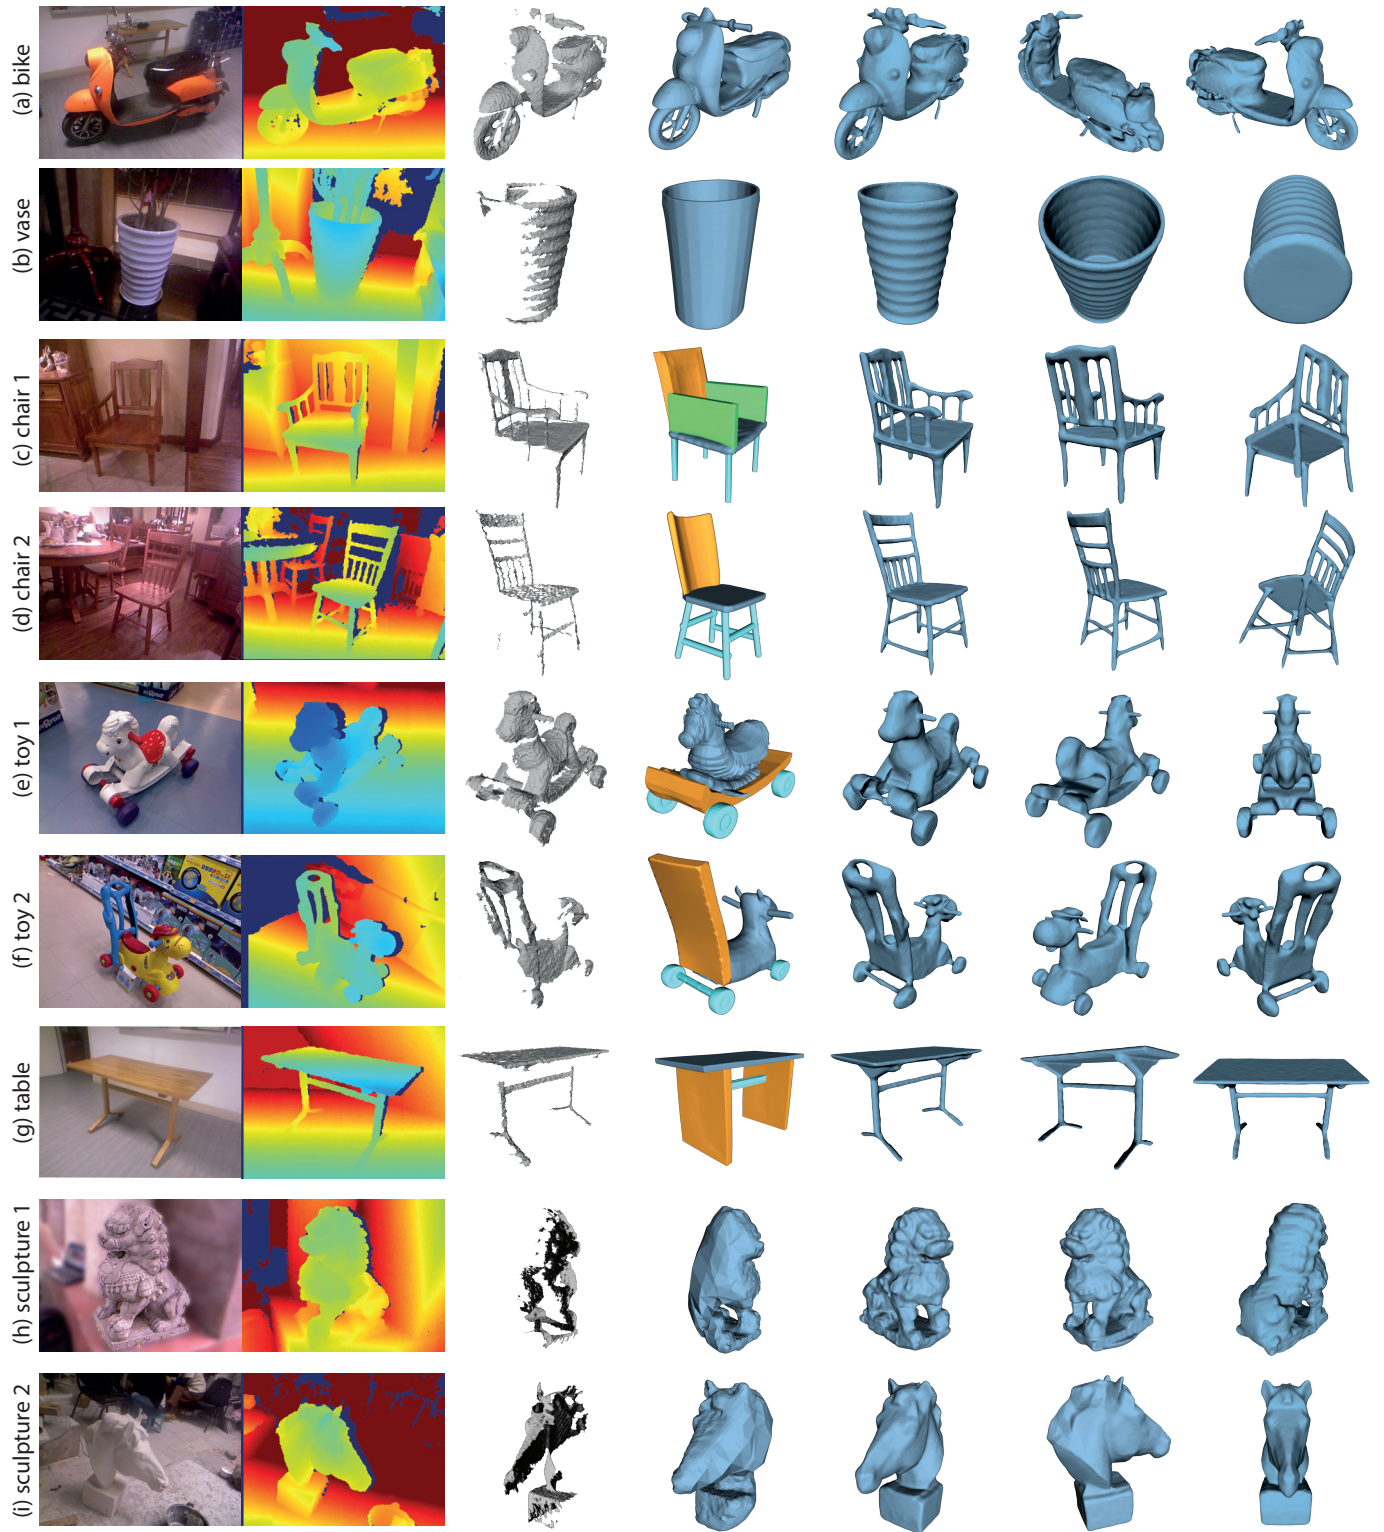 (a) bike
(b) vase
(c) chair 1
(d) chair 2
(e) toy 1
(f) toy 2
(g) table
(h) sculpture 1
(i) sculpture 2